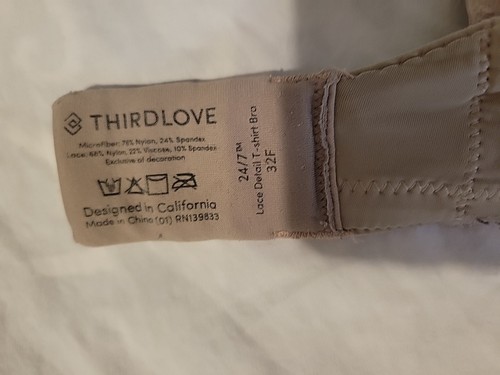 THIRDLOVE
Microfiber: 76% Nylon, 24% Spandex
Lace: 68% Nylon, 22% Viscose, 10% Spandex
Exclusive of decoration
Designed in California
Made in China (01) RN139833
24/7™
Lace Detail T-shirt Bra
32F